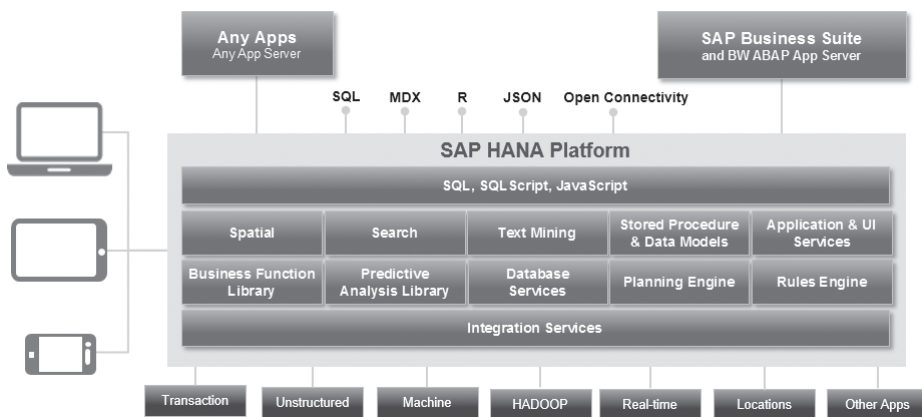 Any Apps
Any App Server
SAP Business Suite
and BW ABAP App Server
SQL
MDX
R
JSON
Open Connectivity
SAP HANA Platform
SQL, SQLScript, JavaScript
Spatial
Search
Text Mining
Stored Procedure
& Data Models
Application & UI
Services
Business Function
Library
Predictive
Analysis Library
Database
Services
Planning Engine
Rules Engine
Integration Services
Transaction
Unstructured
Machine
HADOOP
Real-time
Locations
Other Apps